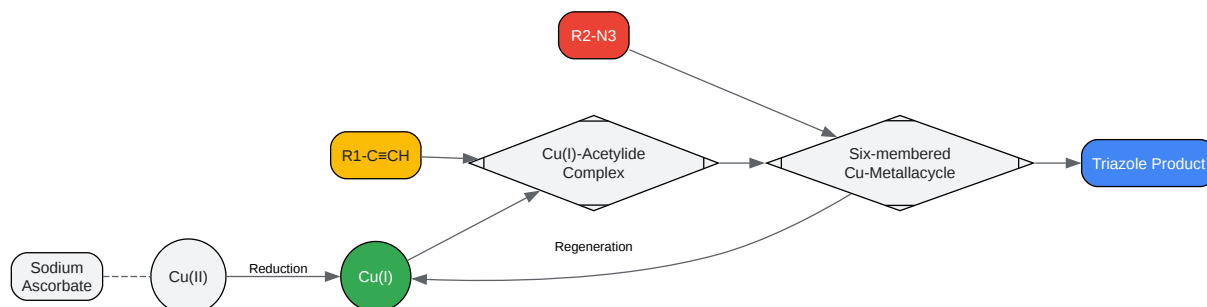 R2-N3
R1-C≡CH
Cu(I)-Acetylide
Complex
Six-membered
Cu-Metallacycle
Triazole Product
Regeneration
Sodium
Ascorbate
Cu(II)
Reduction
Cu(I)